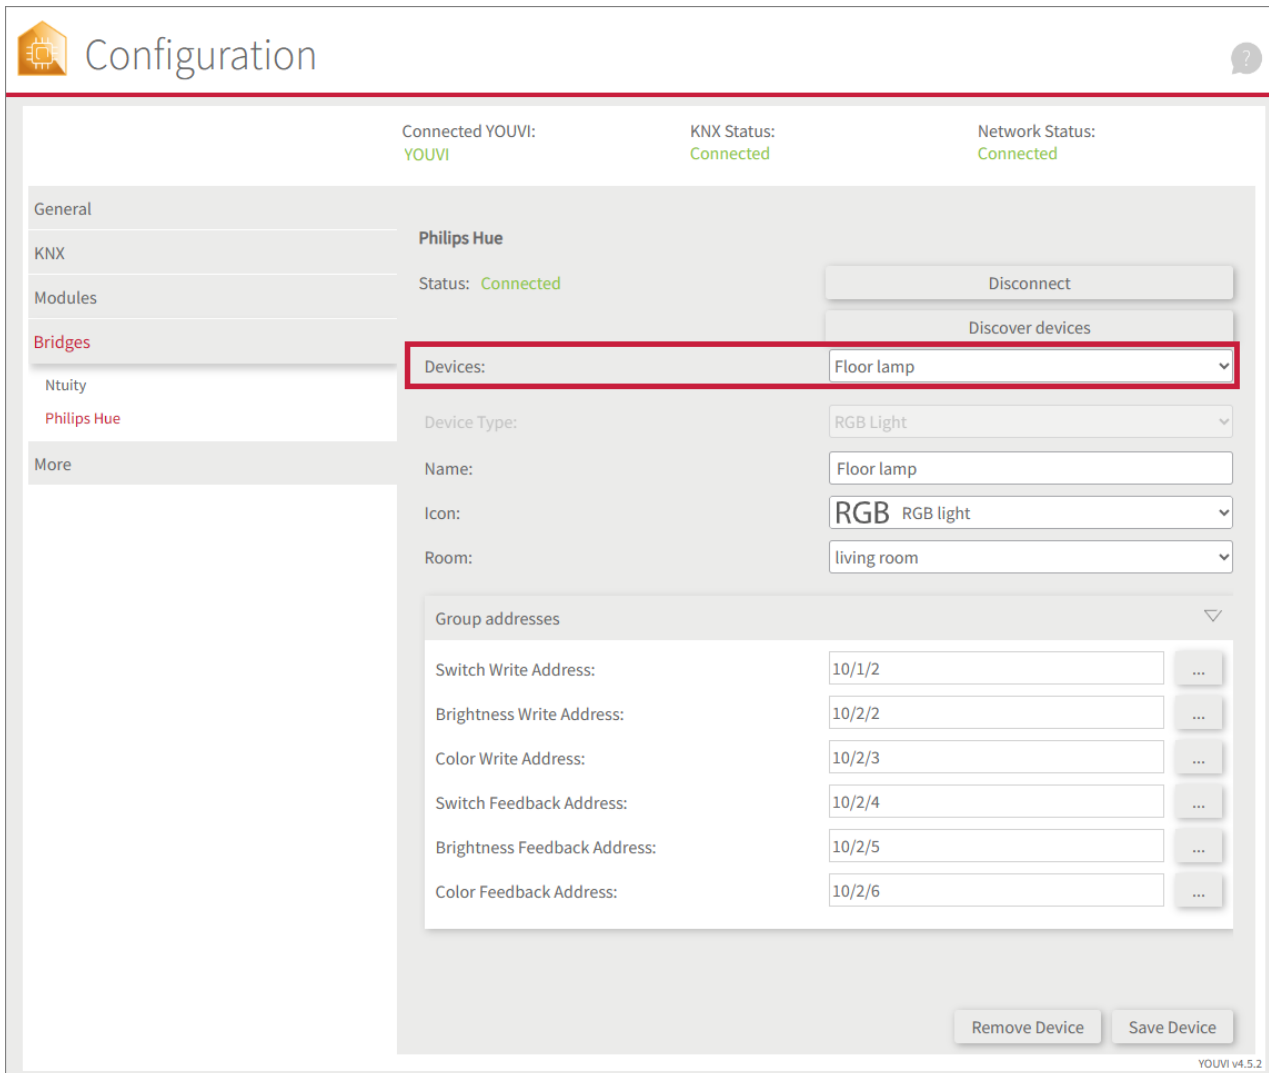 Configuration
?
Connected YOUVI:
YOUVI
KNX Status:
Connected
Network Status:
Connected
General
KNX
Modules
Bridges
Ntuity
Philips Hue
More
Philips Hue
Status: Connected
Disconnect
Discover devices
Devices: Floor lamp
Device Type: RGB Light
Name: Floor lamp
Icon: RGB RGB light
Room: living room
Group addresses
Switch Write Address: 10/1/2 ...
Brightness Write Address: 10/2/2 ...
Color Write Address: 10/2/3 ...
Switch Feedback Address: 10/2/4 ...
Brightness Feedback Address: 10/2/5 ...
Color Feedback Address: 10/2/6 ...
Remove Device Save Device
YOUVI v4.5.2